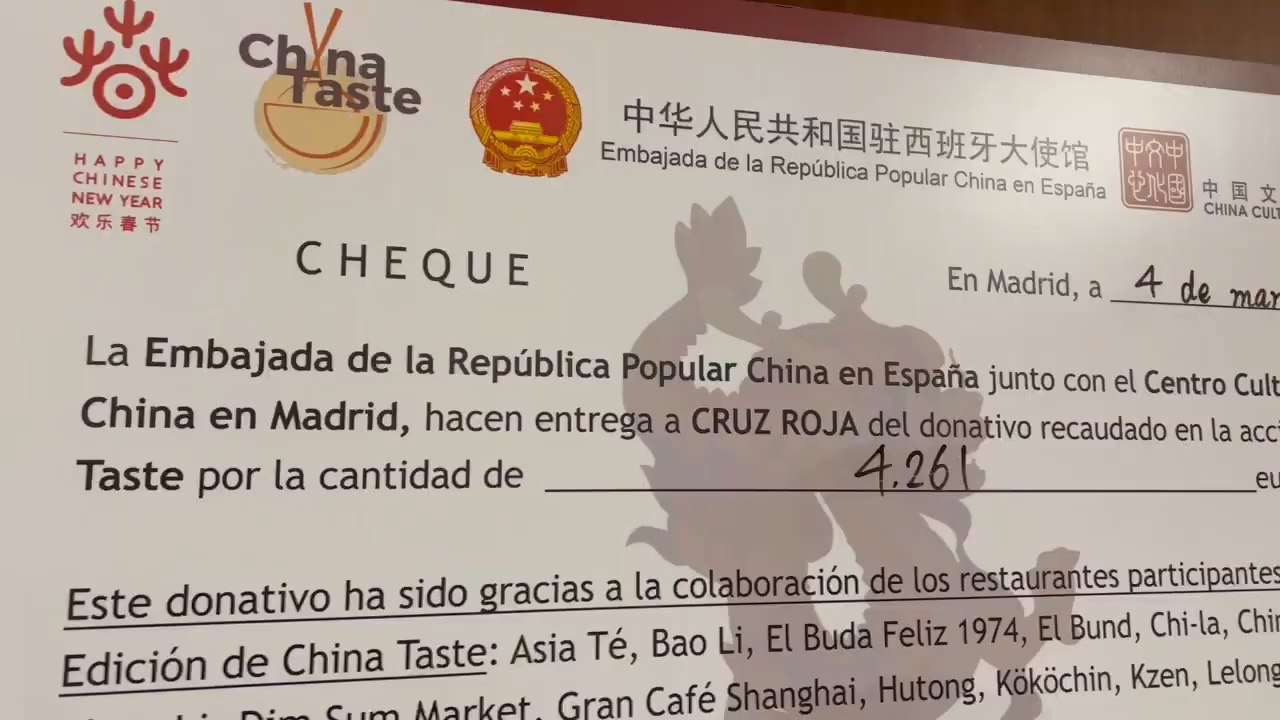 China Taste
HAPPY
CHINESE
NEW YEAR
欢乐春节
中华人民共和国驻西班牙大使馆
Embajada de la República Popular China en España
中国文
CHINA CUL
CHEQUE
En Madrid, a 4 de mar
La Embajada de la República Popular China en España junto con el Centro Cult
China en Madrid, hacen entrega a CRUZ ROJA del donativo recaudado en la acci
Taste por la cantidad de 4.261 eu
Este donativo ha sido gracias a la colaboración de los restaurantes participantes
Edición de China Taste: Asia Té, Bao Li, El Buda Feliz 1974, El Bund, Chi-la, Chin
Dim Sum Market, Gran Café Shanghai, Hutong, Kököchin, Kzen, Lelong